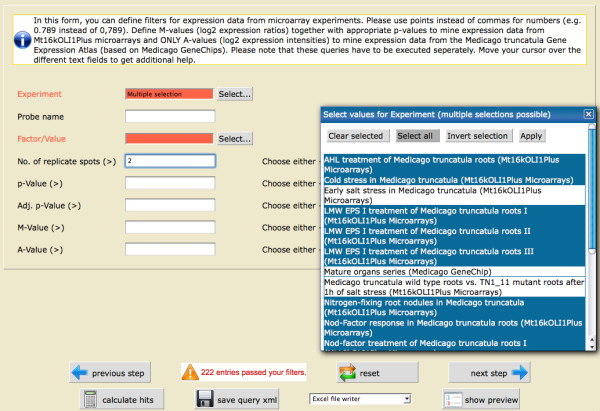 In this form, you can define filters for expression data from microarray experiments. Please use points instead of commas for numbers (e.g.
0.789 instead of 0,789). Define M-values (log2 expression ratios) together with appropriate p-values to mine expression data from
Mt16kOLI1Plus microarrays and ONLY A-values (log2 expression intensities) to mine expression data from the Medicago truncatula Gene
Expression Atlas (based on Medicago GeneChips). Please note that these queries have to be executed seperately. Move your cursor over the
different text fields to get additional help.
Experiment Multiple selection Select...
Probe name
Factor/Value Select...
No. of replicate spots (>) 2 Choose either
p-Value (>) Choose either
Adj. p-Value (>) Choose either
M-Value (>) Choose either
A-Value (>) Choose either
Select values for Experiment (multiple selections possible)
Clear selected Select all Invert selection Apply
AHL treatment of Medicago truncatula roots (Mt16kOLI1Plus
Microarrays)
Cold stress in Medicago truncatula (Mt16kOLI1Plus Microarrays)
Early salt stress in Medicago truncatula (Mt16kOLI1Plus
Microarrays)
LMW EPS I treatment of Medicago truncatula roots I
(Mt16kOLI1Plus Microarrays)
LMW EPS I treatment of Medicago truncatula roots II
(Mt16kOLI1Plus Microarrays)
LMW EPS I treatment of Medicago truncatula roots III
(Mt16kOLI1Plus Microarrays)
Mature organs series (Medicago GeneChip)
Medicago truncatula wild type roots vs. TN1_11 mutant roots after
1h of salt stress (Mt16kOLI1Plus Microarrays)
Nitrogen-fixing root nodules in Medicago truncatula
(Mt16kOLI1Plus Microarrays)
Nod-Factor response in Medicago truncatula roots (Mt16kOLI1Plus
Microarrays)
Nod-factor treatment of Medicago truncatula roots I
previous step
222 entries passed your filters.
reset
next step
calculate hits
save query xml
Excel file writer
show preview